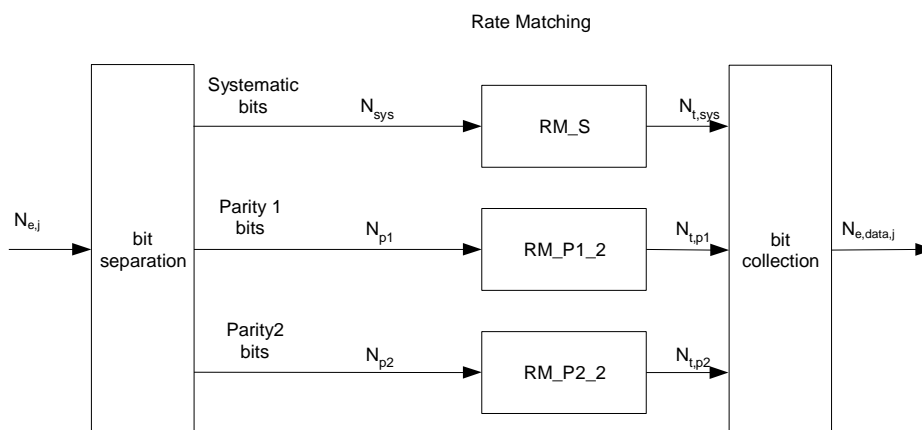 Rate Matching
Systematic
bits
N_sys
RM_S
N_t,sys
N_e,j
bit
separation
Parity 1
bits
N_p1
RM_P1_2
N_t,p1
bit
collection
N_e,data,j
Parity2
bits
N_p2
RM_P2_2
N_t,p2